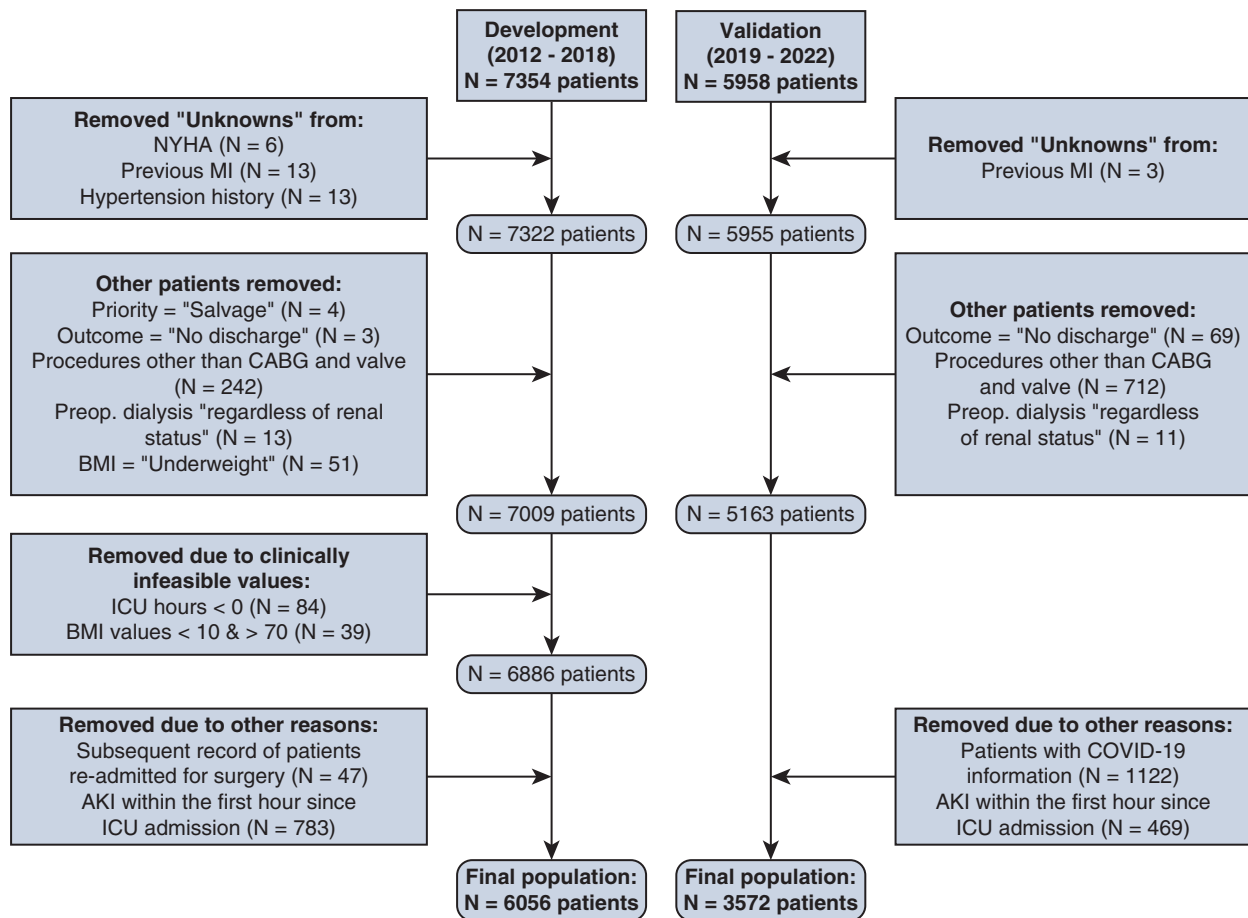 Development
(2012 - 2018)
N = 7354 patients
Validation
(2019 - 2022)
N = 5958 patients
Removed "Unknowns" from:
NYHA (N = 6)
Previous MI (N = 13)
Hypertension history (N = 13)
Removed "Unknowns" from:
Previous MI (N = 3)
N = 7322 patients
N = 5955 patients
Other patients removed:
Priority = "Salvage" (N = 4)
Outcome = "No discharge" (N = 3)
Procedures other than CABG and valve
(N = 242)
Preop. dialysis "regardless of renal
status" (N = 13)
BMI = "Underweight" (N = 51)
Other patients removed:
Outcome = "No discharge" (N = 69)
Procedures other than CABG
and valve (N = 712)
Preop. dialysis "regardless
of renal status" (N = 11)
N = 7009 patients
N = 5163 patients
Removed due to clinically
infeasible values:
ICU hours < 0 (N = 84)
BMI values < 10 & > 70 (N = 39)
N = 6886 patients
Removed due to other reasons:
Subsequent record of patients
re-admitted for surgery (N = 47)
AKI within the first hour since
ICU admission (N = 783)
Removed due to other reasons:
Patients with COVID-19
information (N = 1122)
AKI within the first hour since
ICU admission (N = 469)
Final population:
N = 6056 patients
Final population:
N = 3572 patients